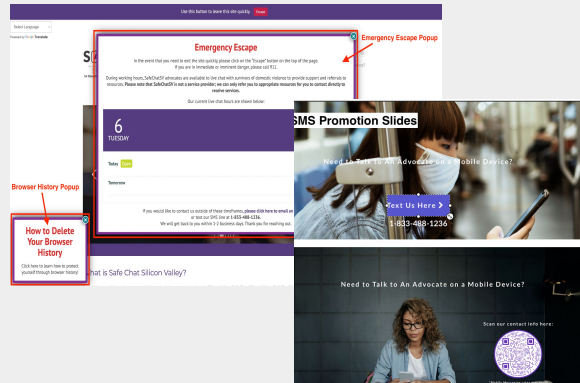 Use this button to leave this site quickly Escape
Select Language
Powered by Google Translate
Emergency Escape Popup
Emergency Escape
In the event that you need to exit the site quickly please click on the "Escape" button on the top of the page.
If you are in immediate or imminent danger, please call 911.
During working hours, SafeChatSV advocates are available to live chat with survivors of domestic violence to provide support and referrals to
resources. Please note that SafeChatSV is not a service provider; we can only refer you to appropriate resources for you to contact directly to
receive services.
Our current live chat hours are shown below:
6
TUESDAY
Today
Tomorrow
If you would like to contact us outside of these timeframes, please click here to email us
or text our SMS line at 1-833-488-1236.
We will get back to you within 1-2 business days. Thank you for reaching out.
Browser History Popup
How to Delete
Your Browser
History
Click here to learn how to protect
yourself through browser history!
What is Safe Chat Silicon Valley?
SMS Promotion Slides
Need to Talk to An Advocate on a Mobile Device?
Text Us Here
1-833-488-1236
Need to Talk to An Advocate on a Mobile Device?
Scan our contact info here: